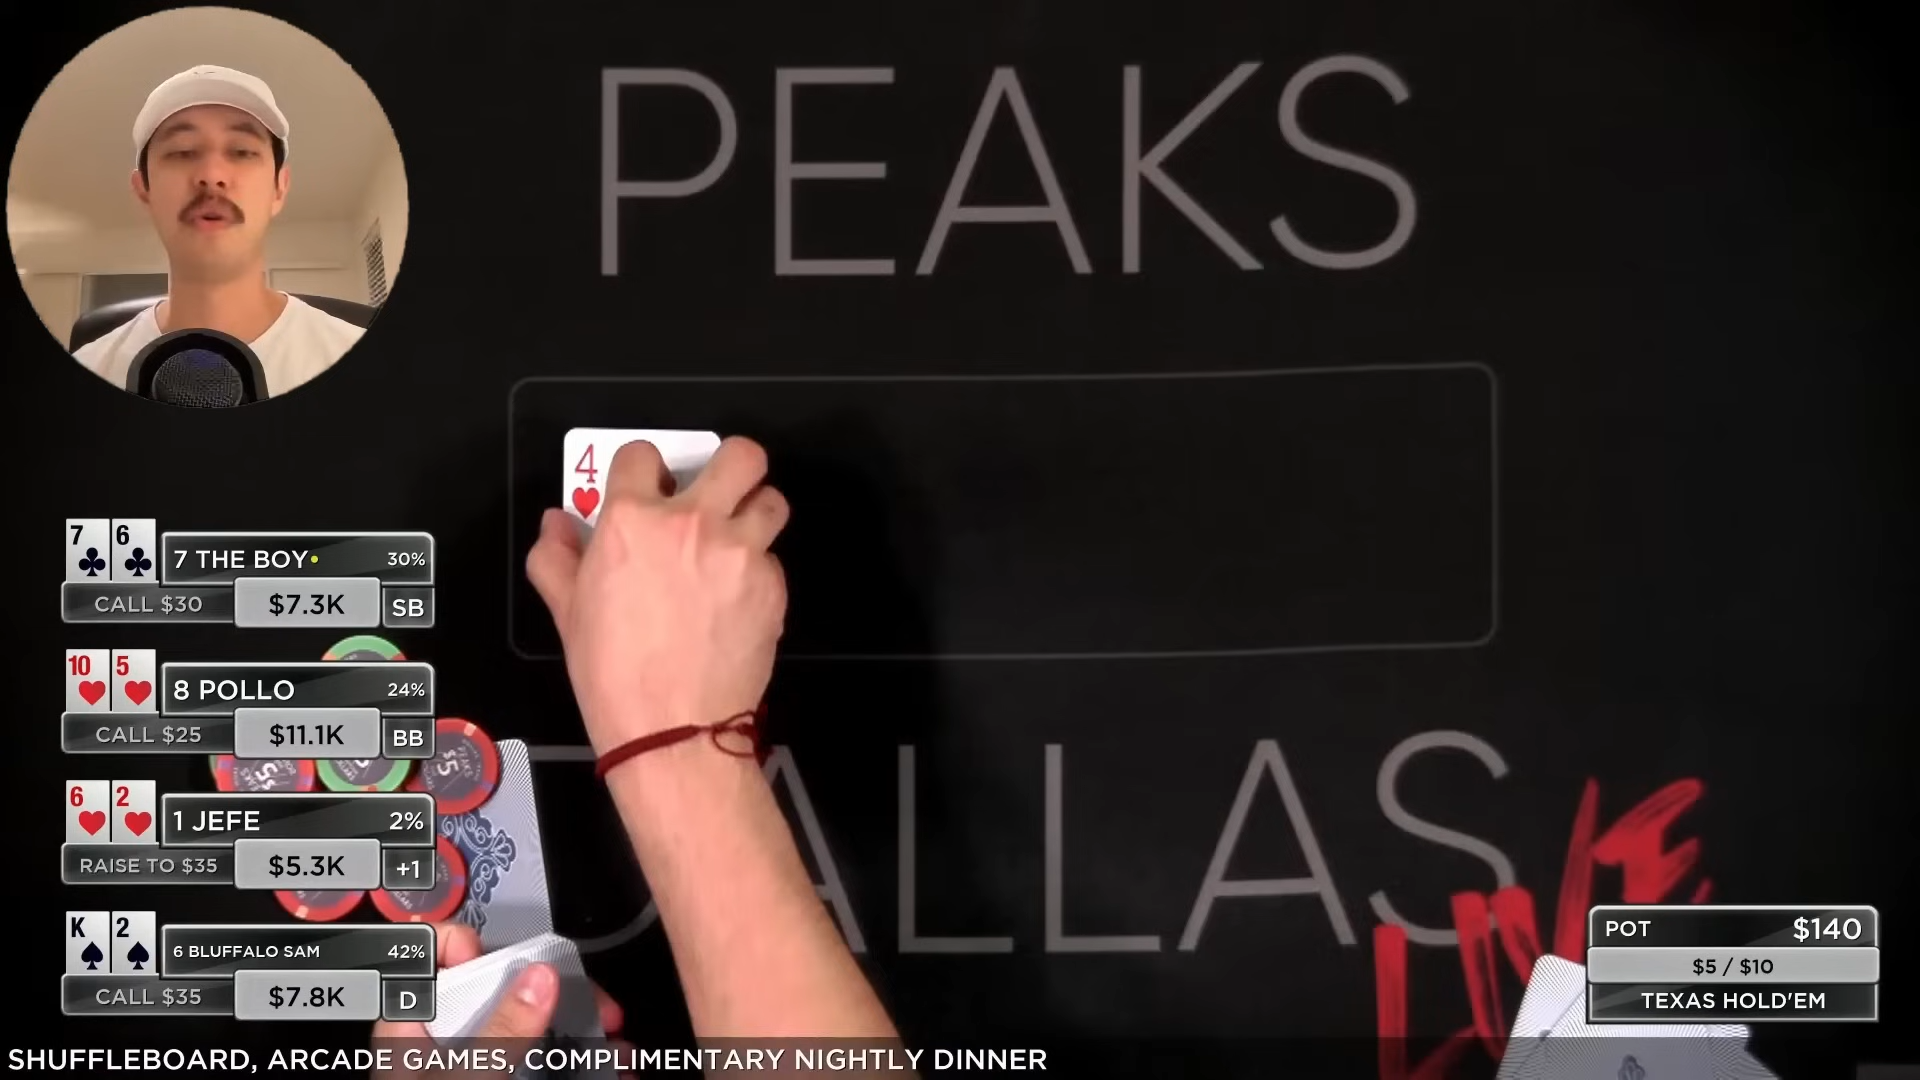 PEAKS
4
7 6
7 THE BOY 30%
CALL $30 $7.3K SB
10 5
8 POLLO 24%
CALL $25 $11.1K BB
6 2
1 JEFE 2%
RAISE TO $35 $5.3K +1
K 2
6 BLUFFALO SAM 42%
CALL $35 $7.8K D
DALLAS
LIVE
POT $140
$5 / $10
TEXAS HOLD'EM
SHUFFLEBOARD, ARCADE GAMES, COMPLIMENTARY NIGHTLY DINNER